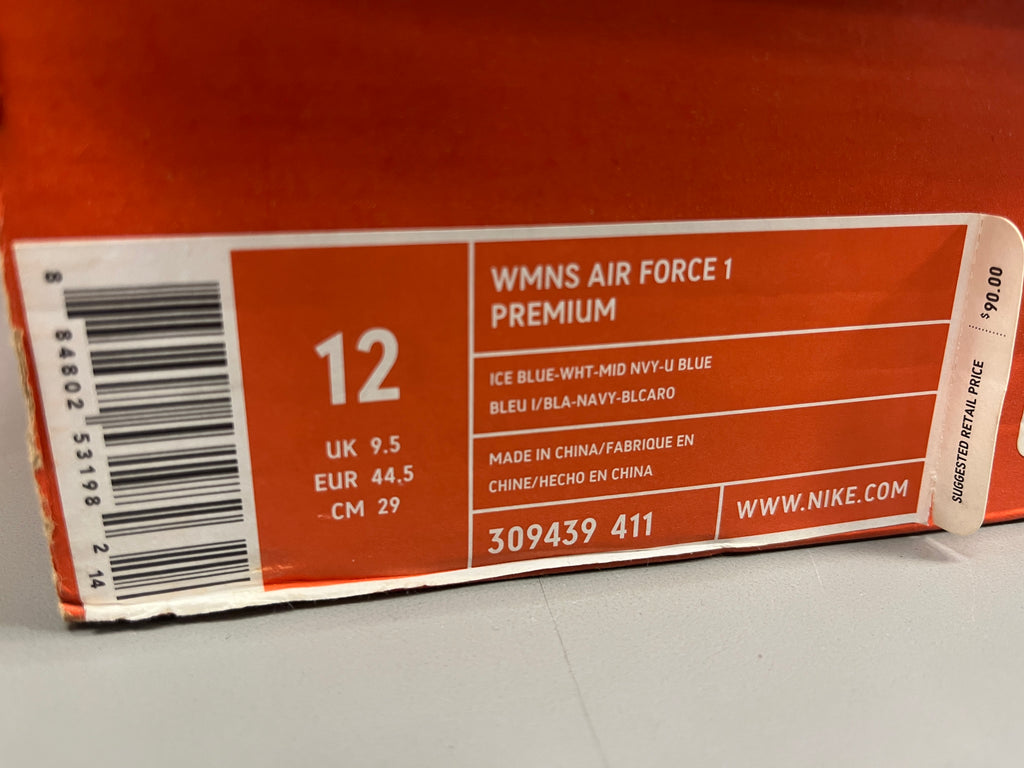 8 84802 53198 2 14
12
UK 9.5
EUR 44.5
CM 29
WMNS AIR FORCE 1
PREMIUM
ICE BLUE-WHT-MID NVY-U BLUE
BLEU I/BLA-NAVY-BLCARO
MADE IN CHINA/FABRIQUE EN
CHINE/HECHO EN CHINA
309439 411
WWW.NIKE.COM
SUGGESTED RETAIL PRICE
$90.00